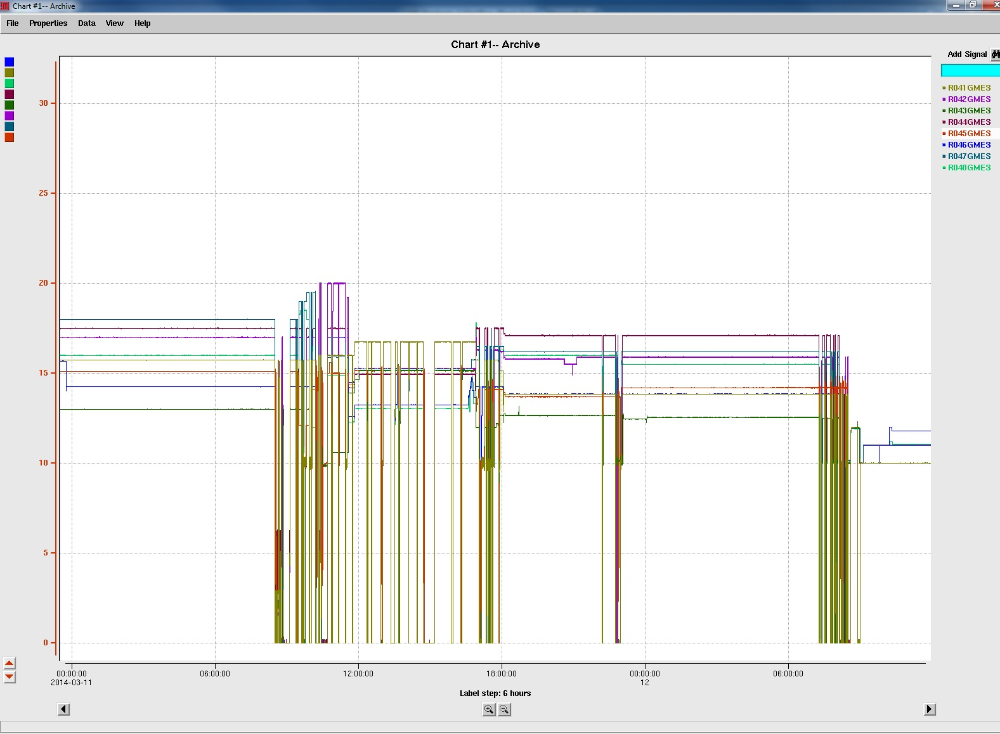 Chart #1-- Archive
File Properties Data View Help
Chart #1-- Archive
Add Signal
R041GMES
R042GMES
R043GMES
R044GMES
R045GMES
R046GMES
R047GMES
R048GMES
30
25
20
15
10
5
0
00:00:00 06:00:00 12:00:00 18:00:00 00:00:00 06:00:00
2014-03-11 12
Label step: 6 hours